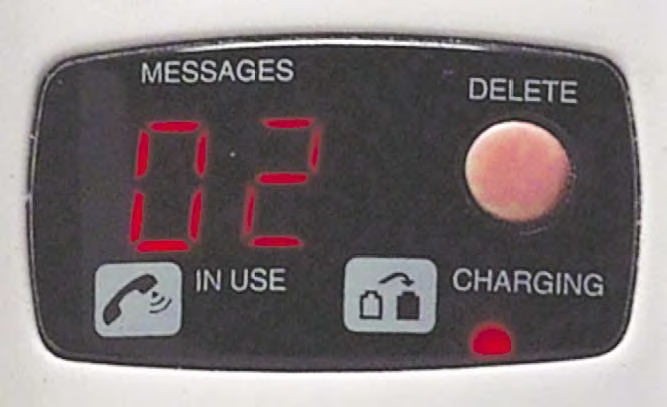 MESSAGES
DELETE
02
IN USE
CHARGING